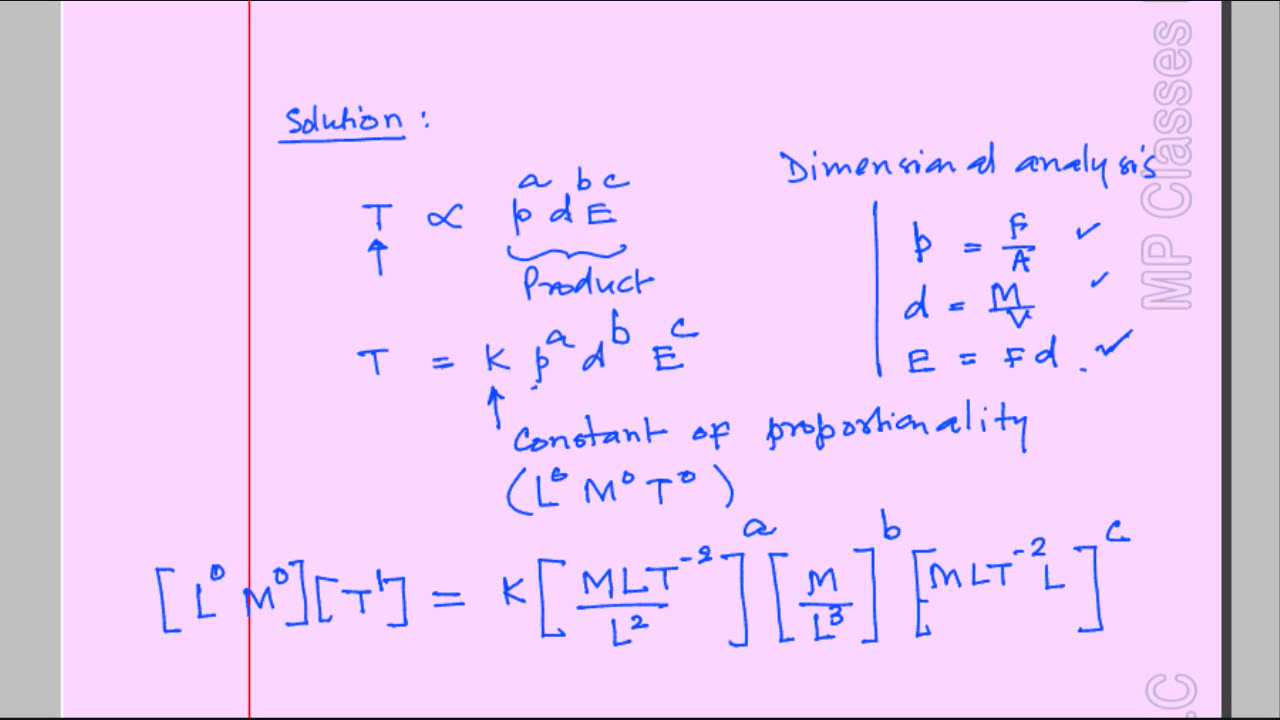 Solution :
T ∝ p^a d^b E^c
Product
T = K p^a d^b E^c
Constant of proportionality
(L^0 M^0 T^0)
Dimensional analysis
p = F/A ✓
d = M/V ✓
E = Fd. ✓
[L^0 M^0][T^1] = K [MLT^-2/L^2]^a [M/L^3]^b [MLT^-2 L]^c
MP Classes
.C